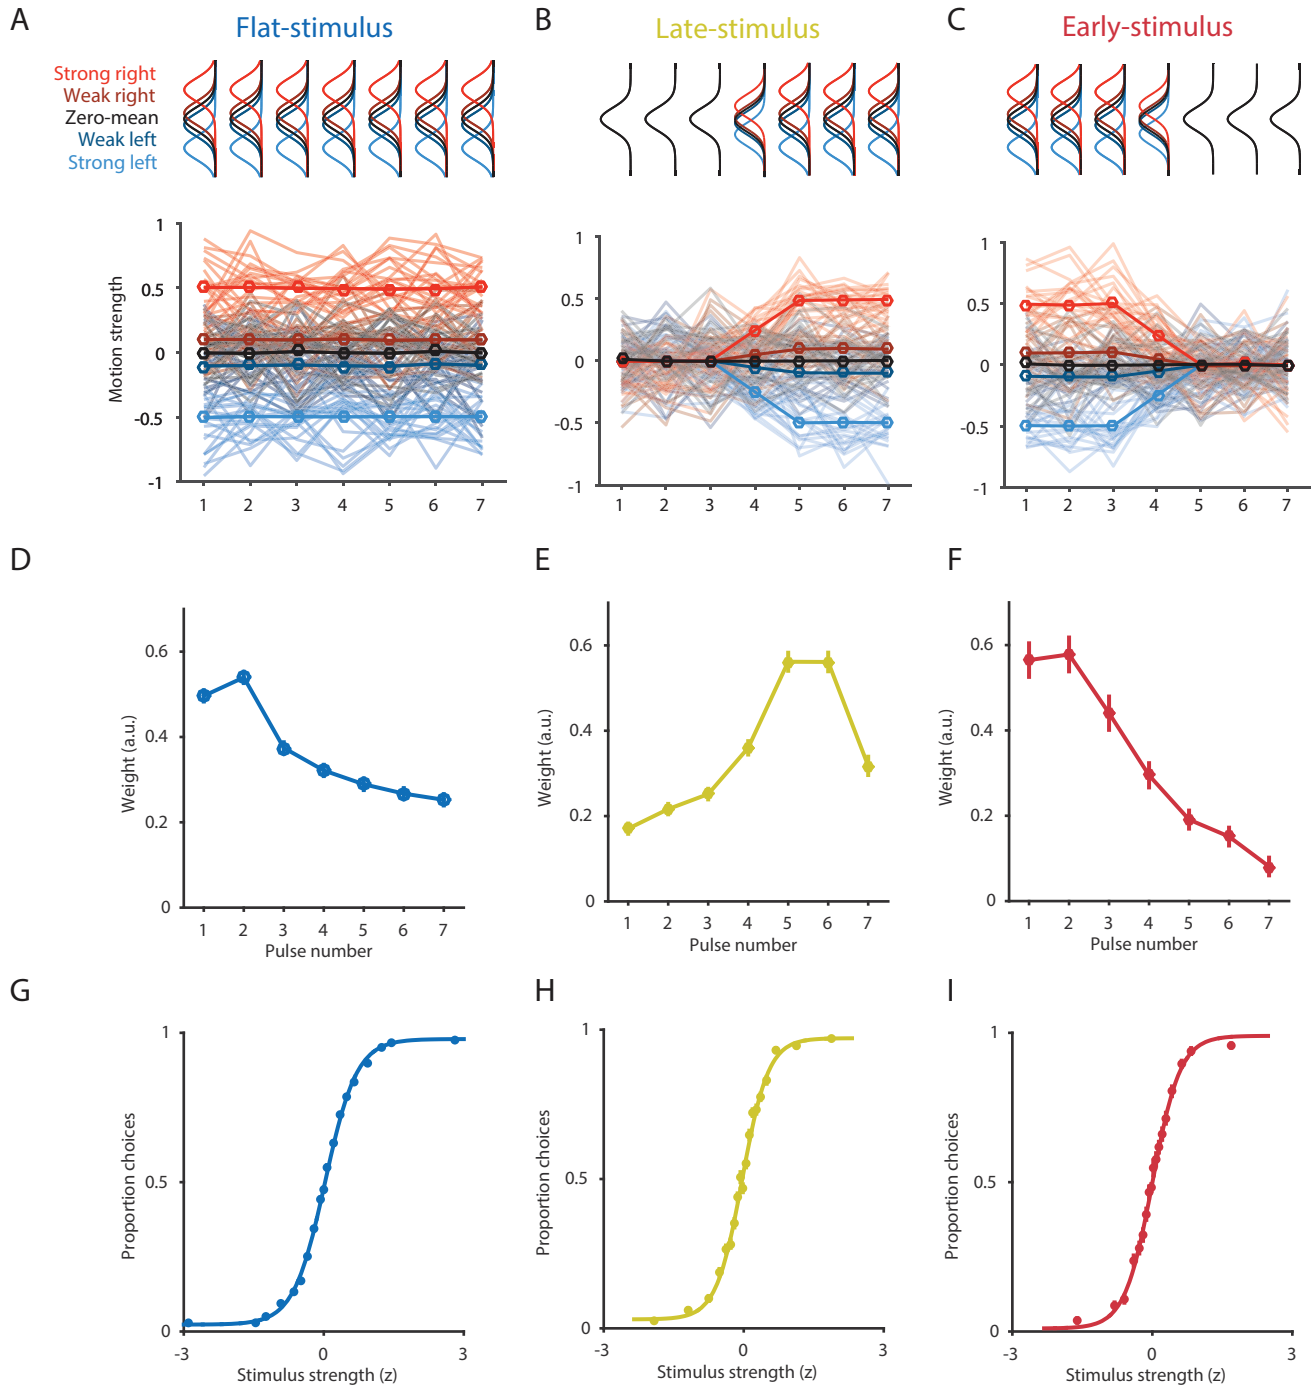 A
Flat-stimulus
B
Late-stimulus
C
Early-stimulus
Strong right
Weak right
Zero-mean
Weak left
Strong left
Motion strength
1
0.5
0
-0.5
-1
1 2 3 4 5 6 7
1
0.5
0
-0.5
-1
1 2 3 4 5 6 7
1
0.5
0
-0.5
-1
1 2 3 4 5 6 7
D
Weight (a.u.)
0.6
0.4
0.2
0
1 2 3 4 5 6 7
Pulse number
E
Weight (a.u.)
0.6
0.4
0.2
0
1 2 3 4 5 6 7
Pulse number
F
Weight (a.u.)
0.6
0.4
0.2
0
1 2 3 4 5 6 7
Pulse number
G
Proportion choices
1
0.5
0
-3 0 3
Stimulus strength (z)
H
Proportion choices
1
0.5
0
-3 0 3
Stimulus strength (z)
I
Proportion choices
1
0.5
0
-3 0 3
Stimulus strength (z)